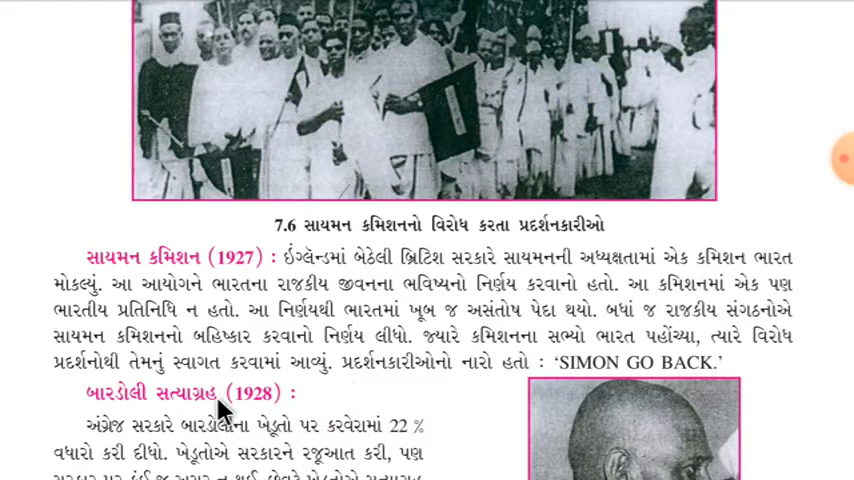 7.6 સાયમન કમિશનનો વિરોધ કરતા પ્રદર્શનકારીઓ
સાયમન કમિશન (1927) : ઇંગ્લૅન્ડમાં બેઠેલી બ્રિટિશ સરકારે સાયમનની અધ્યક્ષતામાં એક કમિશન ભારત
મોકલ્યું. આ આયોગને ભારતના રાજકીય જીવનના ભવિષ્યનો નિર્ણય કરવાનો હતો. આ કમિશનમાં એક પણ
ભારતીય પ્રતિનિધિ ન હતો. આ નિર્ણયથી ભારતમાં ખૂબ જ અસંતોષ પેદા થયો. બધાં જ રાજકીય સંગઠનોએ
સાયમન કમિશનનો બહિષ્કાર કરવાનો નિર્ણય લીધો. જ્યારે કમિશનના સભ્યો ભારત પહોંચ્યા, ત્યારે વિરોધ
પ્રદર્શનોથી તેમનું સ્વાગત કરવામાં આવ્યું. પ્રદર્શનકારીઓનો નારો હતો : ‘SIMON GO BACK.’
બારડોલી સત્યાગ્રહ (1928) :
અંગ્રેજ સરકારે બારડોલીના ખેડૂતો પર કરવેરામાં 22 %
વધારો કરી દીધો. ખેડૂતોએ સરકારને રજૂઆત કરી, પણ